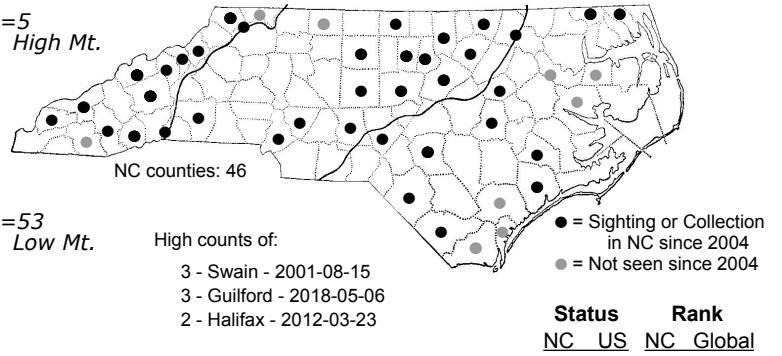 =5
High Mt.
NC counties: 46
=53
Low Mt.
High counts of:
3 - Swain - 2001-08-15
3 - Guilford - 2018-05-06
2 - Halifax - 2012-03-23
= Sighting or Collection
in NC since 2004
= Not seen since 2004
Status Rank
NC US NC Global